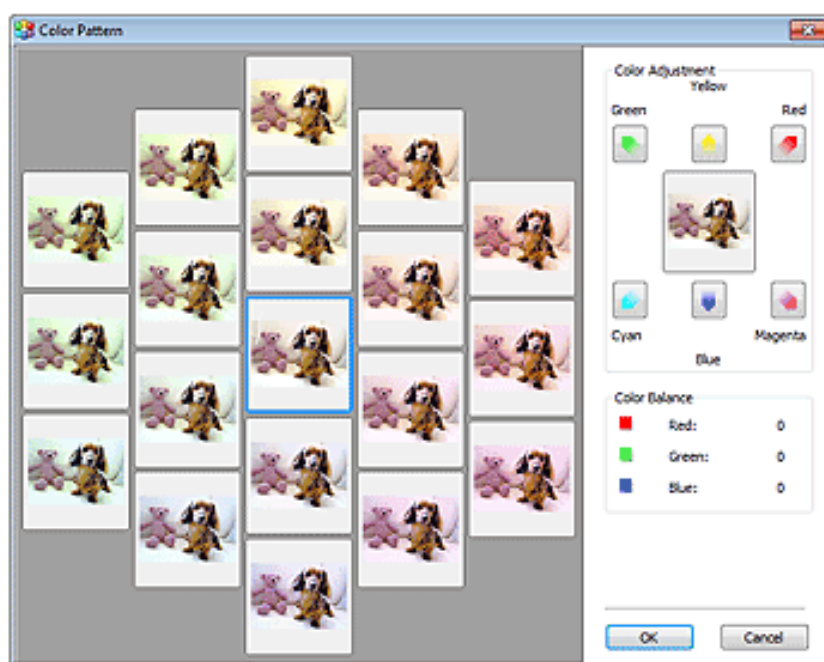 Color Pattern
Color Adjustment
Yellow
Green Red
Cyan Magenta
Blue
Color Balance
Red: 0
Green: 0
Blue: 0
OK Cancel